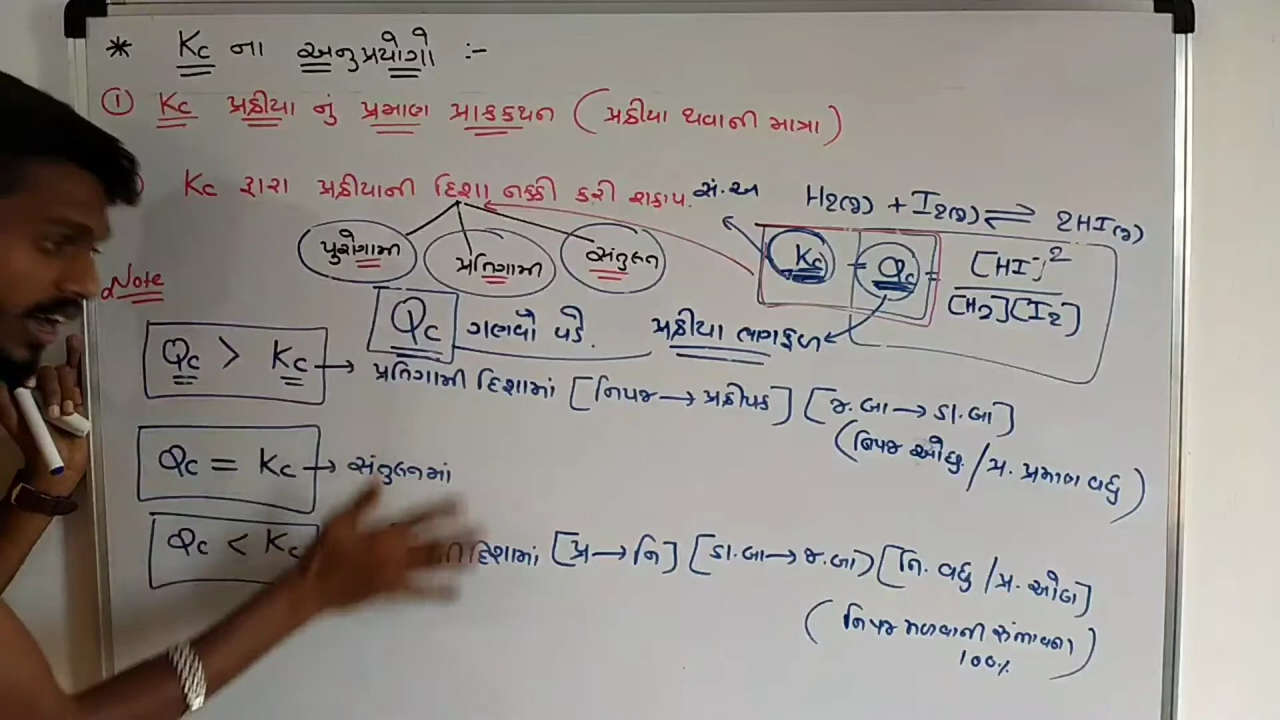 * Kc ના અનુપ્રયોગો :-
① Kc પ્રક્રીયા નું પ્રમાણ પ્રાક્કથન (પ્રક્રીયા થવાની માત્રા)
Kc દ્વારા પ્રક્રીયાની દિશા નક્કી કરી શકાય. સં.અ H2(g) + I2(g) ⇌ 2HI(g)
પુરોગામી પ્રતિગામી સંતુલન Kc = Qc = [HI]² / [H2][I2]
Note
Qc ગણવો પડે. પ્રક્રીયા ભાગફળ
Qc > Kc → પ્રતિગામી દિશામાં [નિપજ → પ્રક્રીયક] [જ.બા → ડા.બા]
(નિપજ ઓછુ / પ્ર. પ્રમાણ વધુ)
Qc = Kc → સંતુલનમાં
Qc < Kc દિશામાં [પ્ર → નિ] [ડા.બા → જ.બા) [નિ. વધુ / પ્ર. ઓછા]
(નિપજ મળવાની સંભાવના 100%)